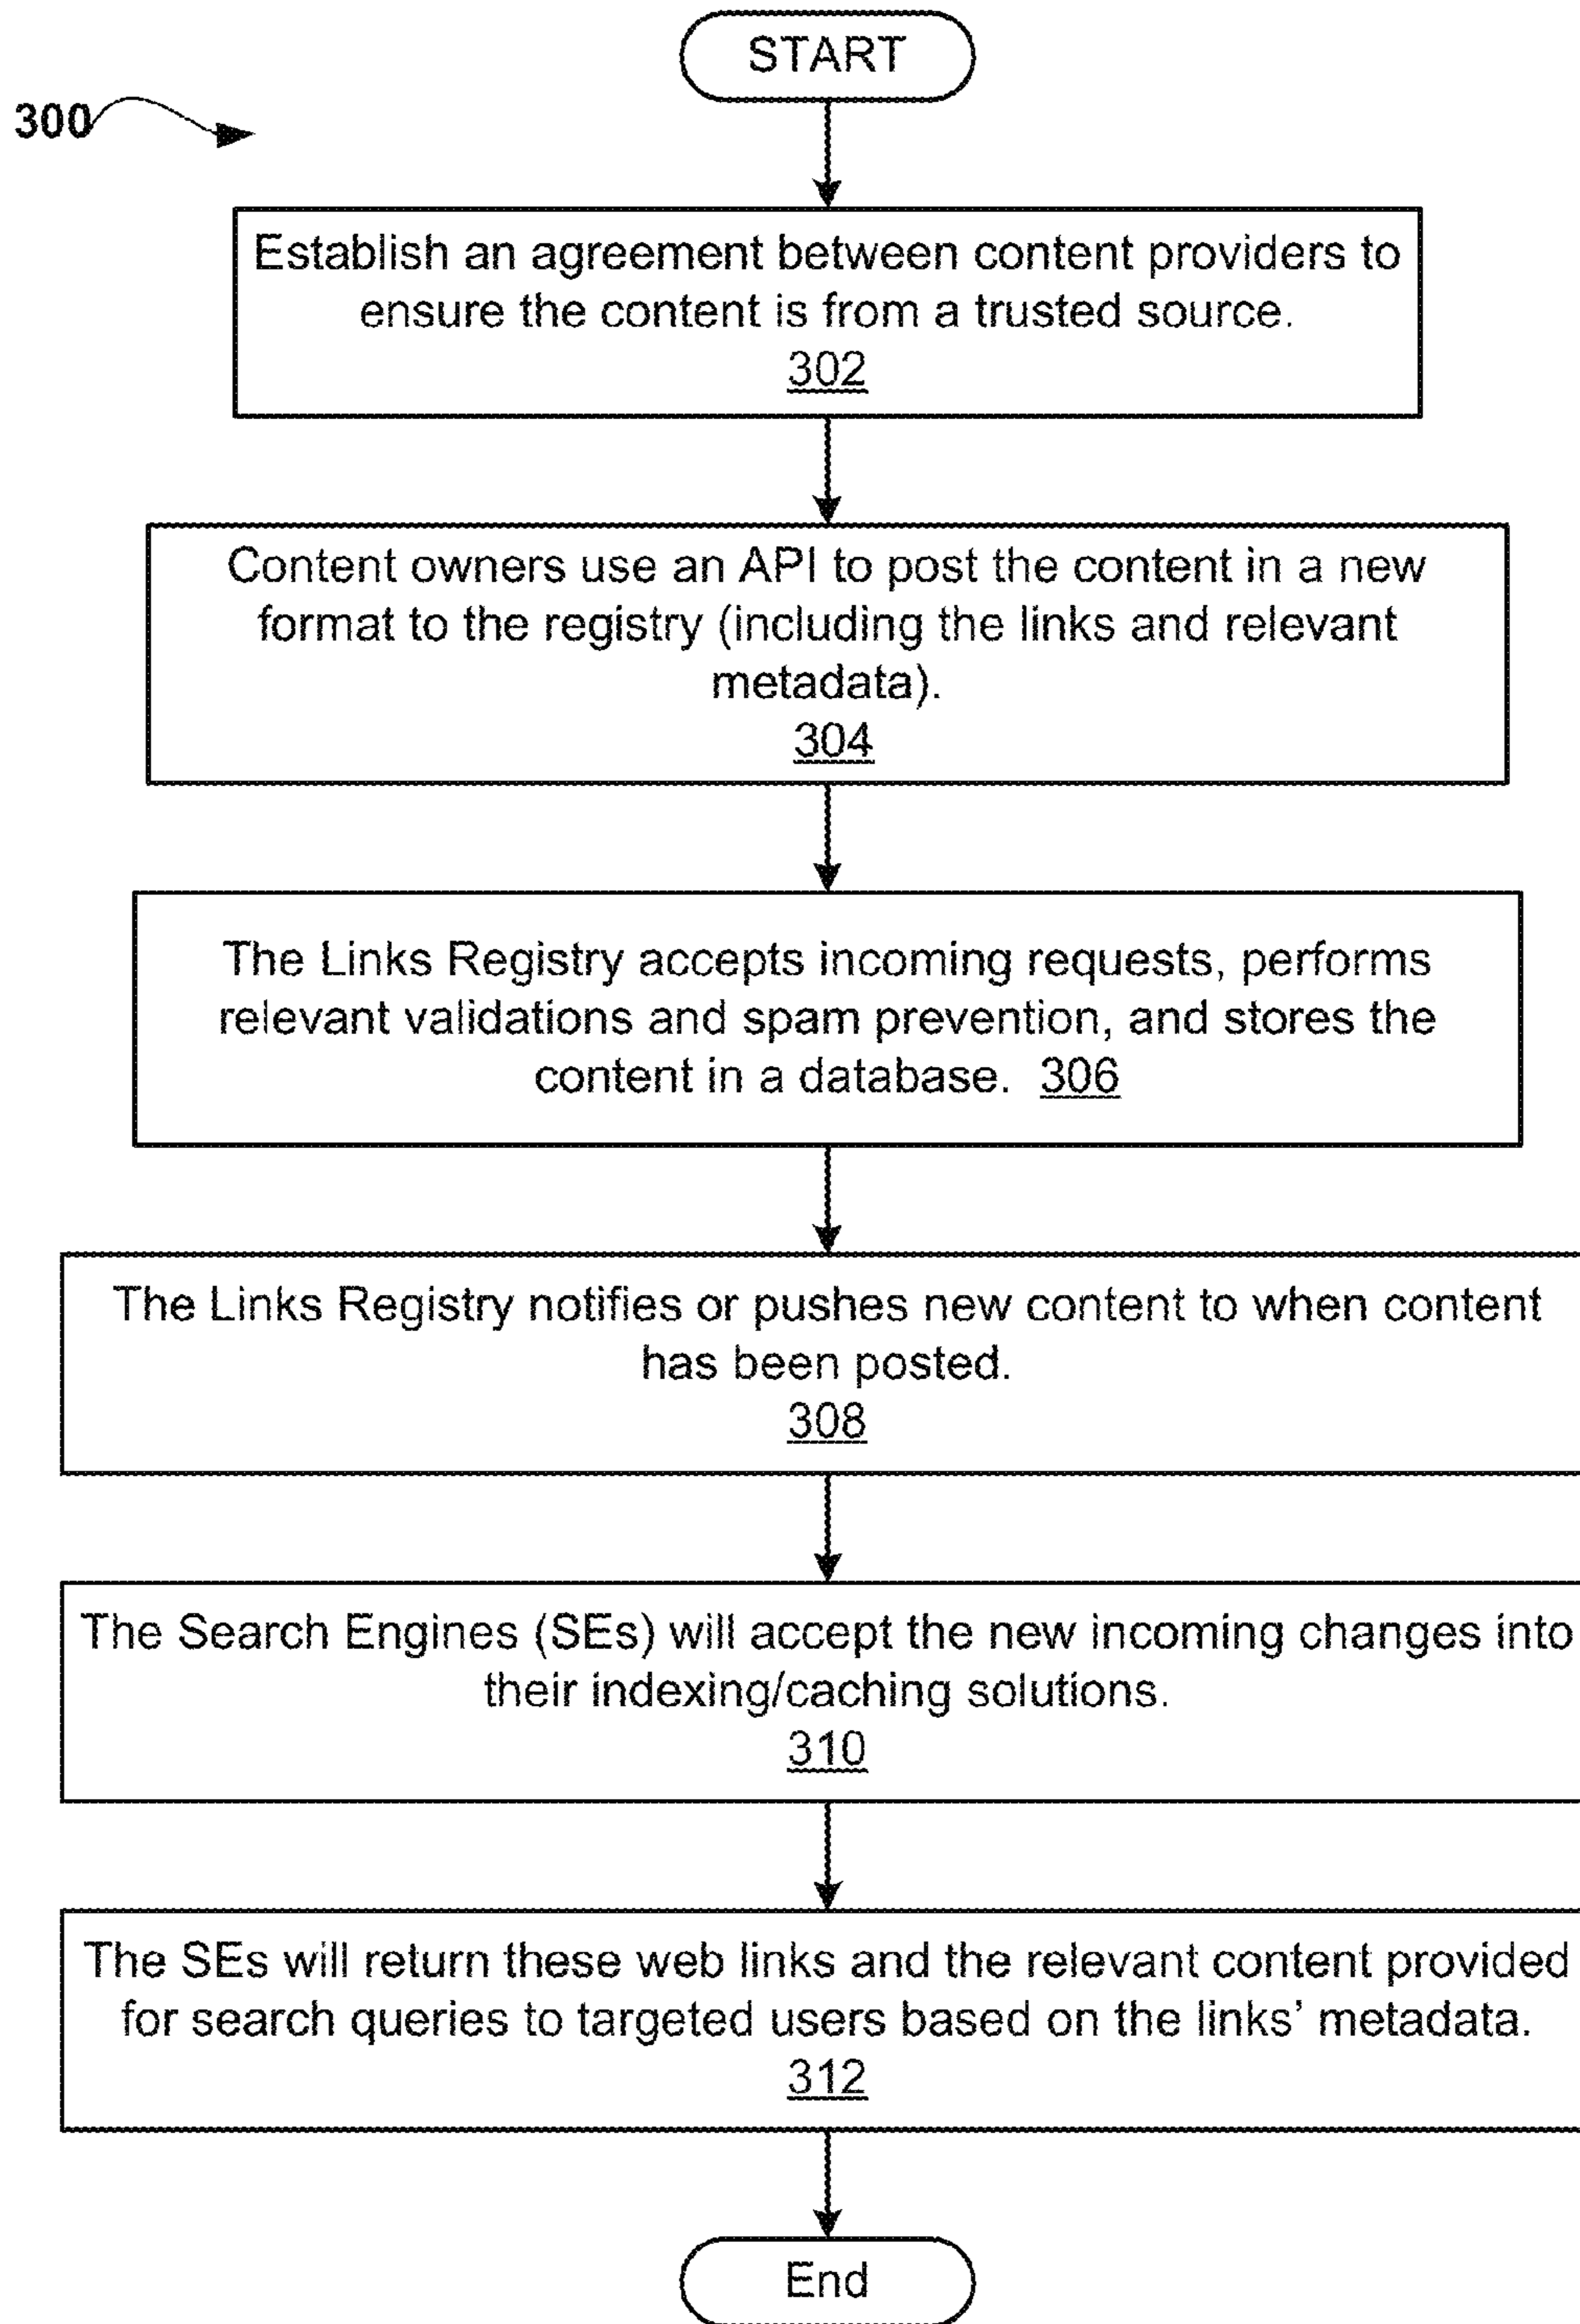 START
300
Establish an agreement between content providers to
ensure the content is from a trusted source.
302
Content owners use an API to post the content in a new
format to the registry (including the links and relevant
metadata).
304
The Links Registry accepts incoming requests, performs
relevant validations and spam prevention, and stores the
content in a database. 306
The Links Registry notifies or pushes new content to when content
has been posted.
308
The Search Engines (SEs) will accept the new incoming changes into
their indexing/caching solutions.
310
The SEs will return these web links and the relevant content provided
for search queries to targeted users based on the links’ metadata.
312
End